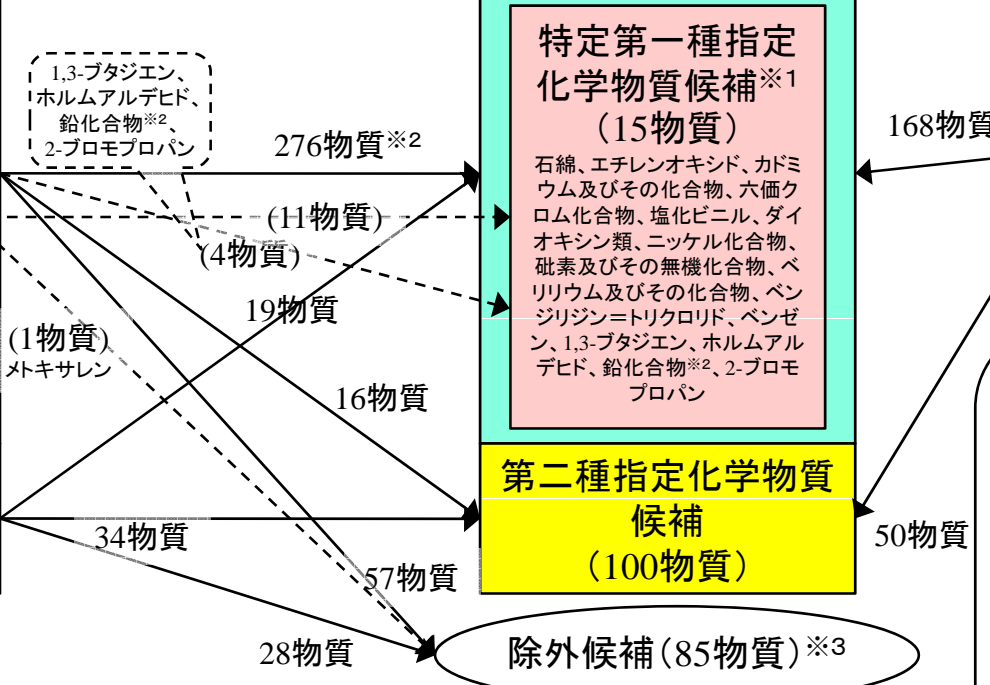 1,3-ブタジエン、
ホルムアルデヒド、
鉛化合物※2、
2-ブロモプロパン
276物質※2
(11物質)
(4物質)
19物質
(1物質)
メトキサレン
16物質
34物質
57物質
28物質
特定第一種指定
化学物質候補※1
(15物質)
石綿、エチレンオキシド、カドミ
ウム及びその化合物、六価ク
ロム化合物、塩化ビニル、ダイ
オキシン類、ニッケル化合物、
砒素及びその無機化合物、ベ
リリウム及びその化合物、ベン
ジリジン＝トリクロリド、ベンゼ
ン、1,3-ブタジエン、ホルムアル
デヒド、鉛化合物※2、2-ブロモ
プロパン
第二種指定化学物質
候補
(100物質)
除外候補(85物質)※3
168物質
50物質